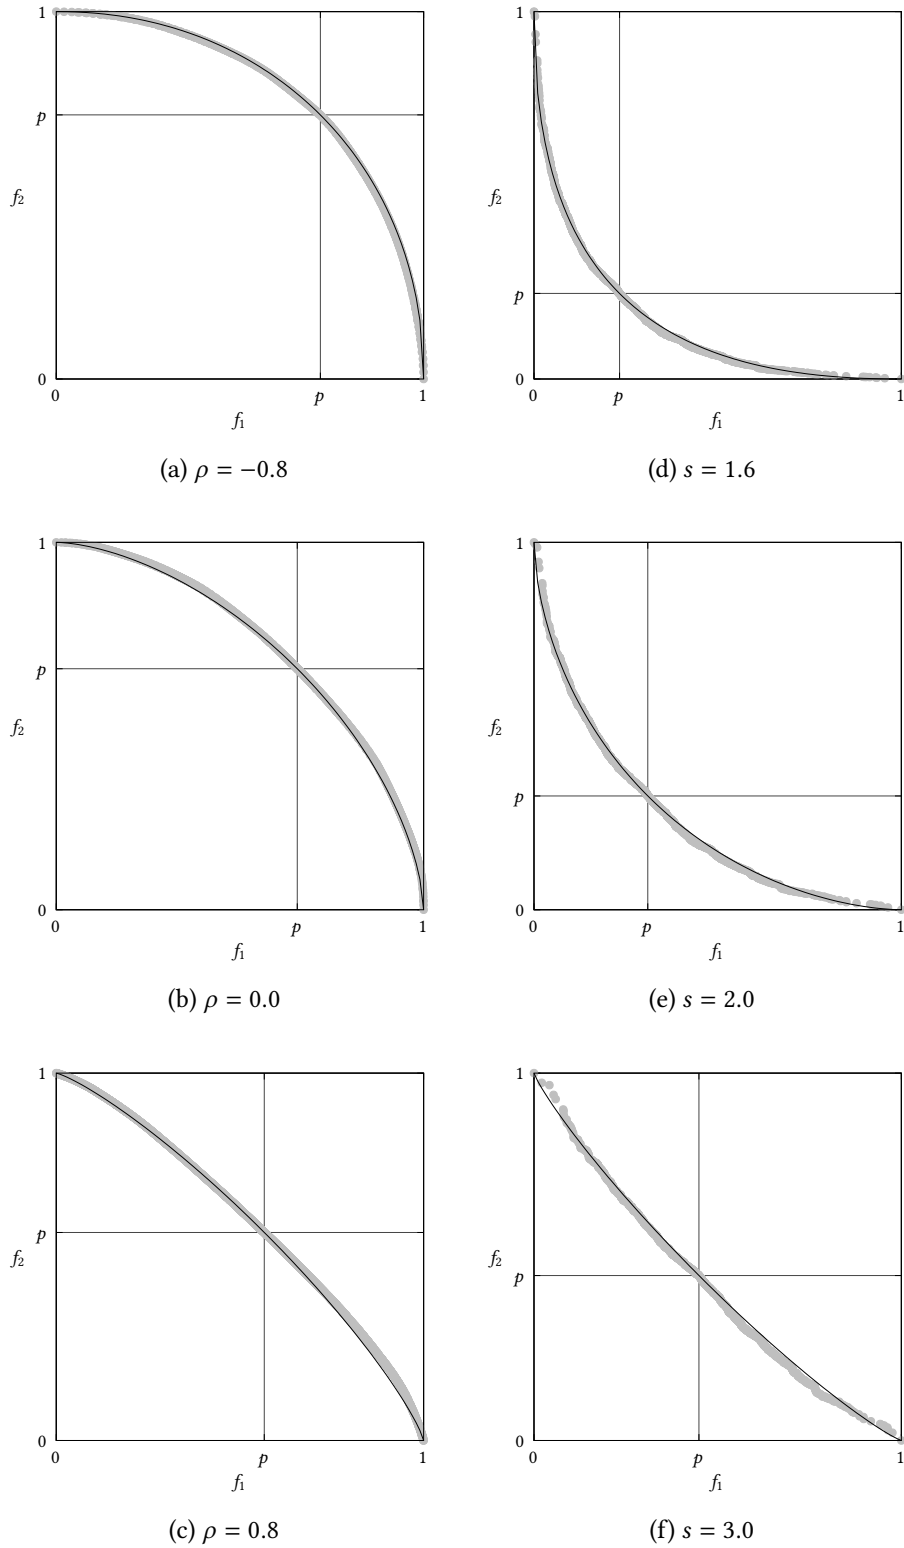 1
p
f₂
0
0 p 1
f₁
(a) ρ = −0.8
1
f₂
p
0
0 p 1
f₁
(d) s = 1.6
1
p
f₂
0
0 p 1
f₁
(b) ρ = 0.0
1
f₂
p
0
0 p 1
f₁
(e) s = 2.0
1
p
f₂
0
0 p 1
f₁
(c) ρ = 0.8
1
f₂
p
0
0 p 1
f₁
(f) s = 3.0